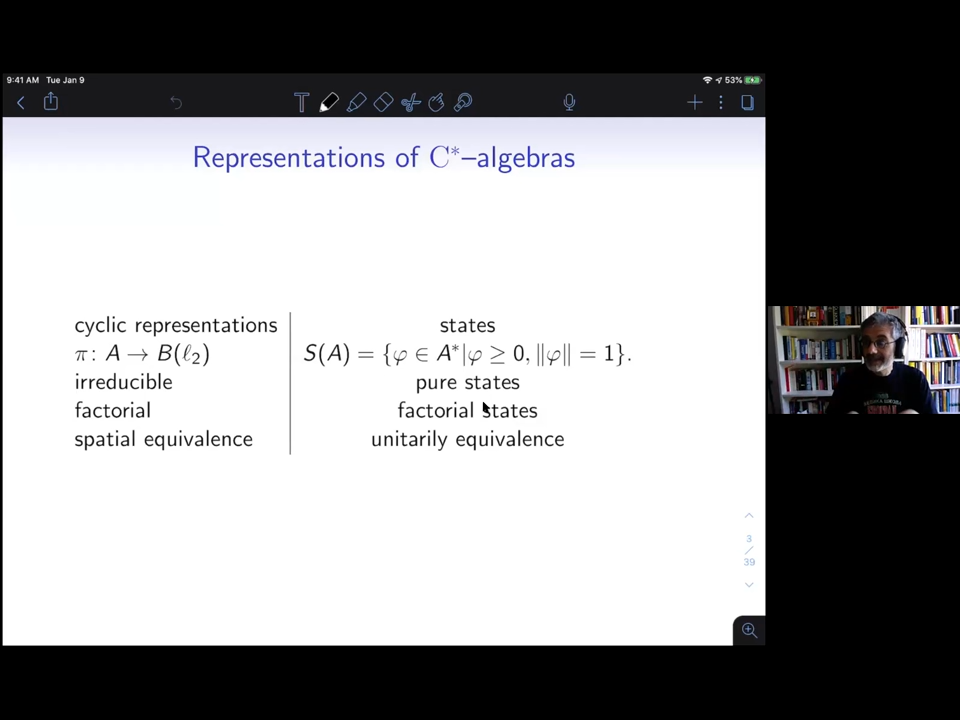 9:41 AM Tue Jan 9
53%
T
Representations of C*–algebras
cyclic representations states
π: A → B(ℓ₂) S(A) = {φ ∈ A*|φ ≥ 0, ‖φ‖ = 1}.
irreducible pure states
factorial factorial states
spatial equivalence unitarily equivalence
3
/
39